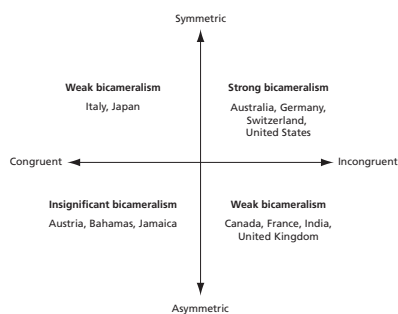 Symmetric
Weak bicameralism
Italy, Japan
Strong bicameralism
Australia, Germany,
Switzerland,
United States
Congruent
Incongruent
Insignificant bicameralism
Austria, Bahamas, Jamaica
Weak bicameralism
Canada, France, India,
United Kingdom
Asymmetric